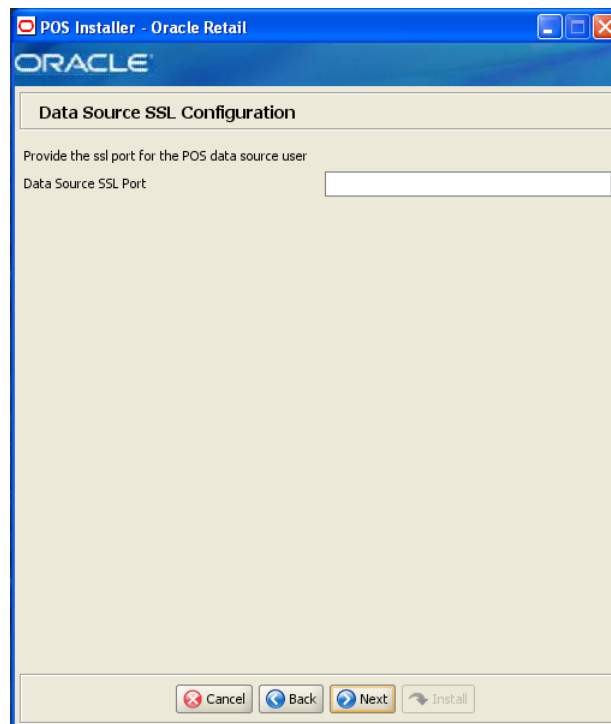 POS Installer - Oracle Retail
ORACLE
Data Source SSL Configuration
Provide the ssl port for the POS data source user
Data Source SSL Port
Cancel
Back
Next
Install